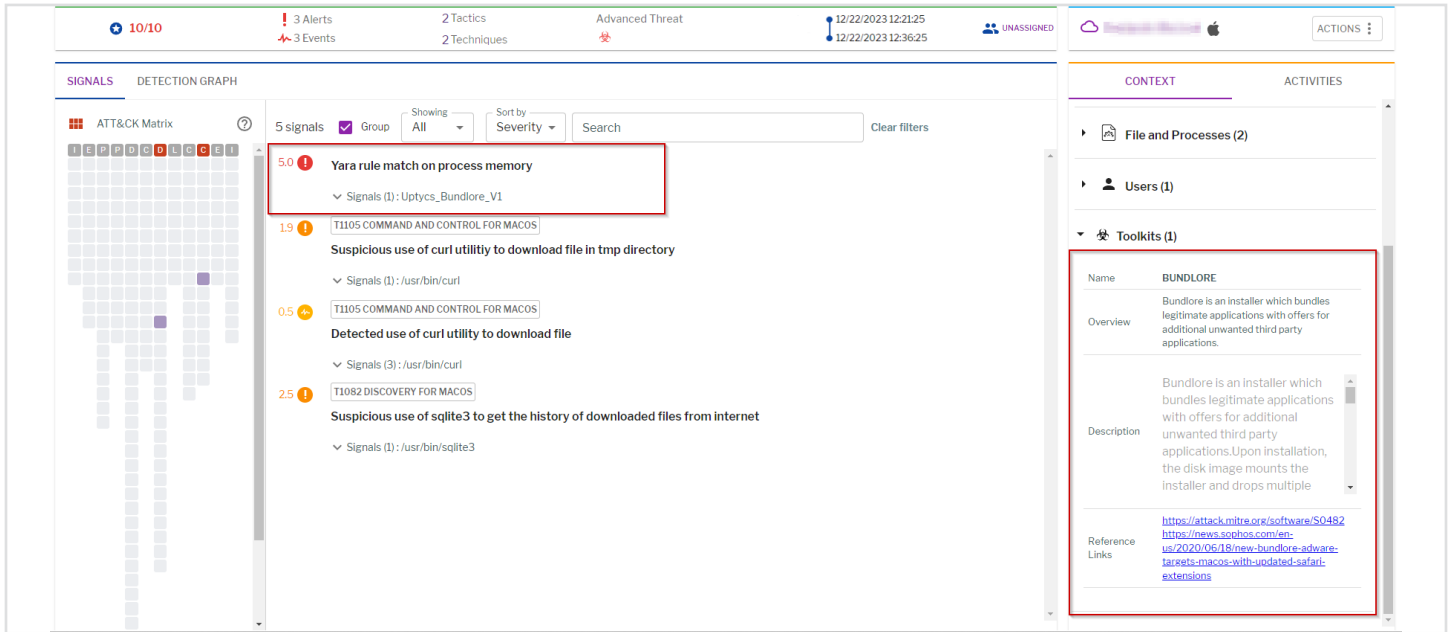 10/10
3 Alerts
3 Events
2 Tactics
2 Techniques
Advanced Threat
12/22/2023 12:21:25
12/22/2023 12:36:25
UNASSIGNED
ACTIONS
SIGNALS
DETECTION GRAPH
ATT&CK Matrix
I E P P D C D L C C E I
5 signals
Group
Showing
All
Sort by
Severity
Search
Clear filters
5.0
Yara rule match on process memory
Signals (1) : Uptycs_Bundlore_V1
1.9
T1105 COMMAND AND CONTROL FOR MACOS
Suspicious use of curl utilitiy to download file in tmp directory
Signals (1) : /usr/bin/curl
0.5
T1105 COMMAND AND CONTROL FOR MACOS
Detected use of curl utility to download file
Signals (3) : /usr/bin/curl
2.5
T1082 DISCOVERY FOR MACOS
Suspicious use of sqlite3 to get the history of downloaded files from internet
Signals (1) : /usr/bin/sqlite3
CONTEXT
ACTIVITIES
File and Processes (2)
Users (1)
Toolkits (1)
Name
BUNDLORE
Overview
Bundlore is an installer which bundles
legitimate applications with offers for
additional unwanted third party
applications.
Description
Bundlore is an installer which
bundles legitimate applications
with offers for additional
unwanted third party
applications.Upon installation,
the disk image mounts the
installer and drops multiple
Reference
Links
https://attack.mitre.org/software/S0482
https://news.sophos.com/en-
us/2020/06/18/new-bundlore-adware-
targets-macos-with-updated-safari-
extensions